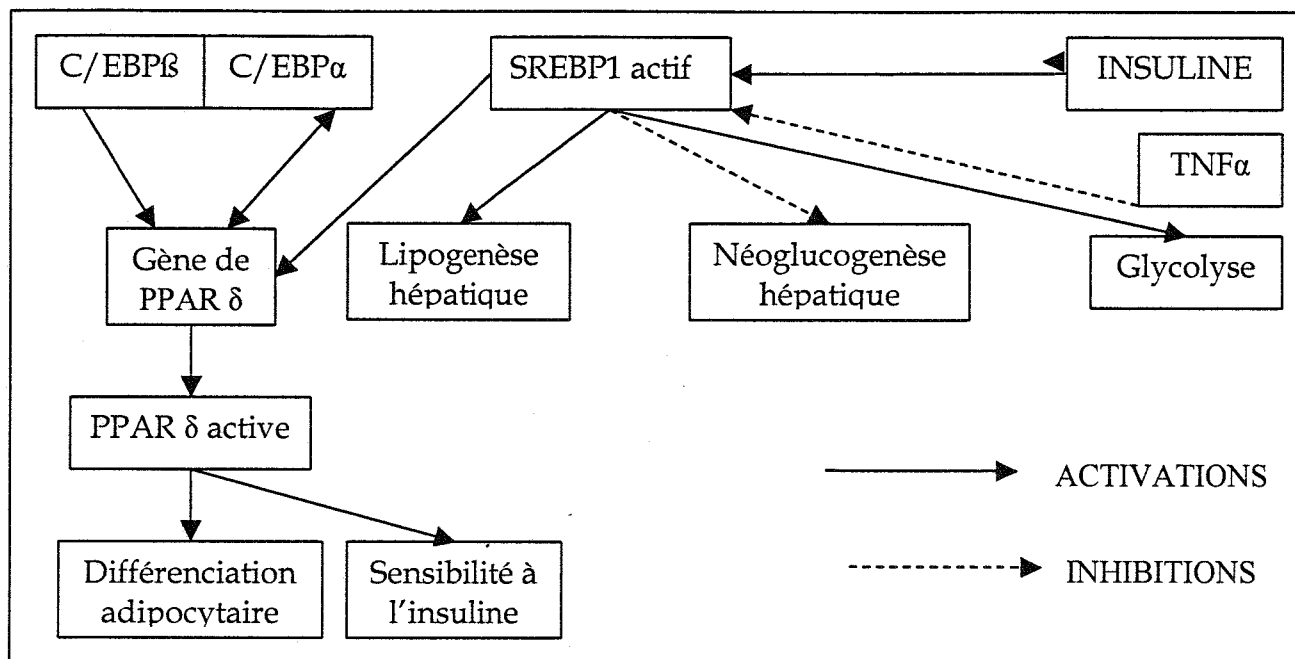 C/EBPß
C/EBPα
SREBP1 actif
INSULINE
TNFα
Gène de
PPAR δ
Lipogenèse
hépatique
Néoglucogenèse
hépatique
Glycolyse
PPAR δ active
ACTIVATIONS
Différenciation
adipocytaire
Sensibilité à
l'insuline
INHIBITIONS